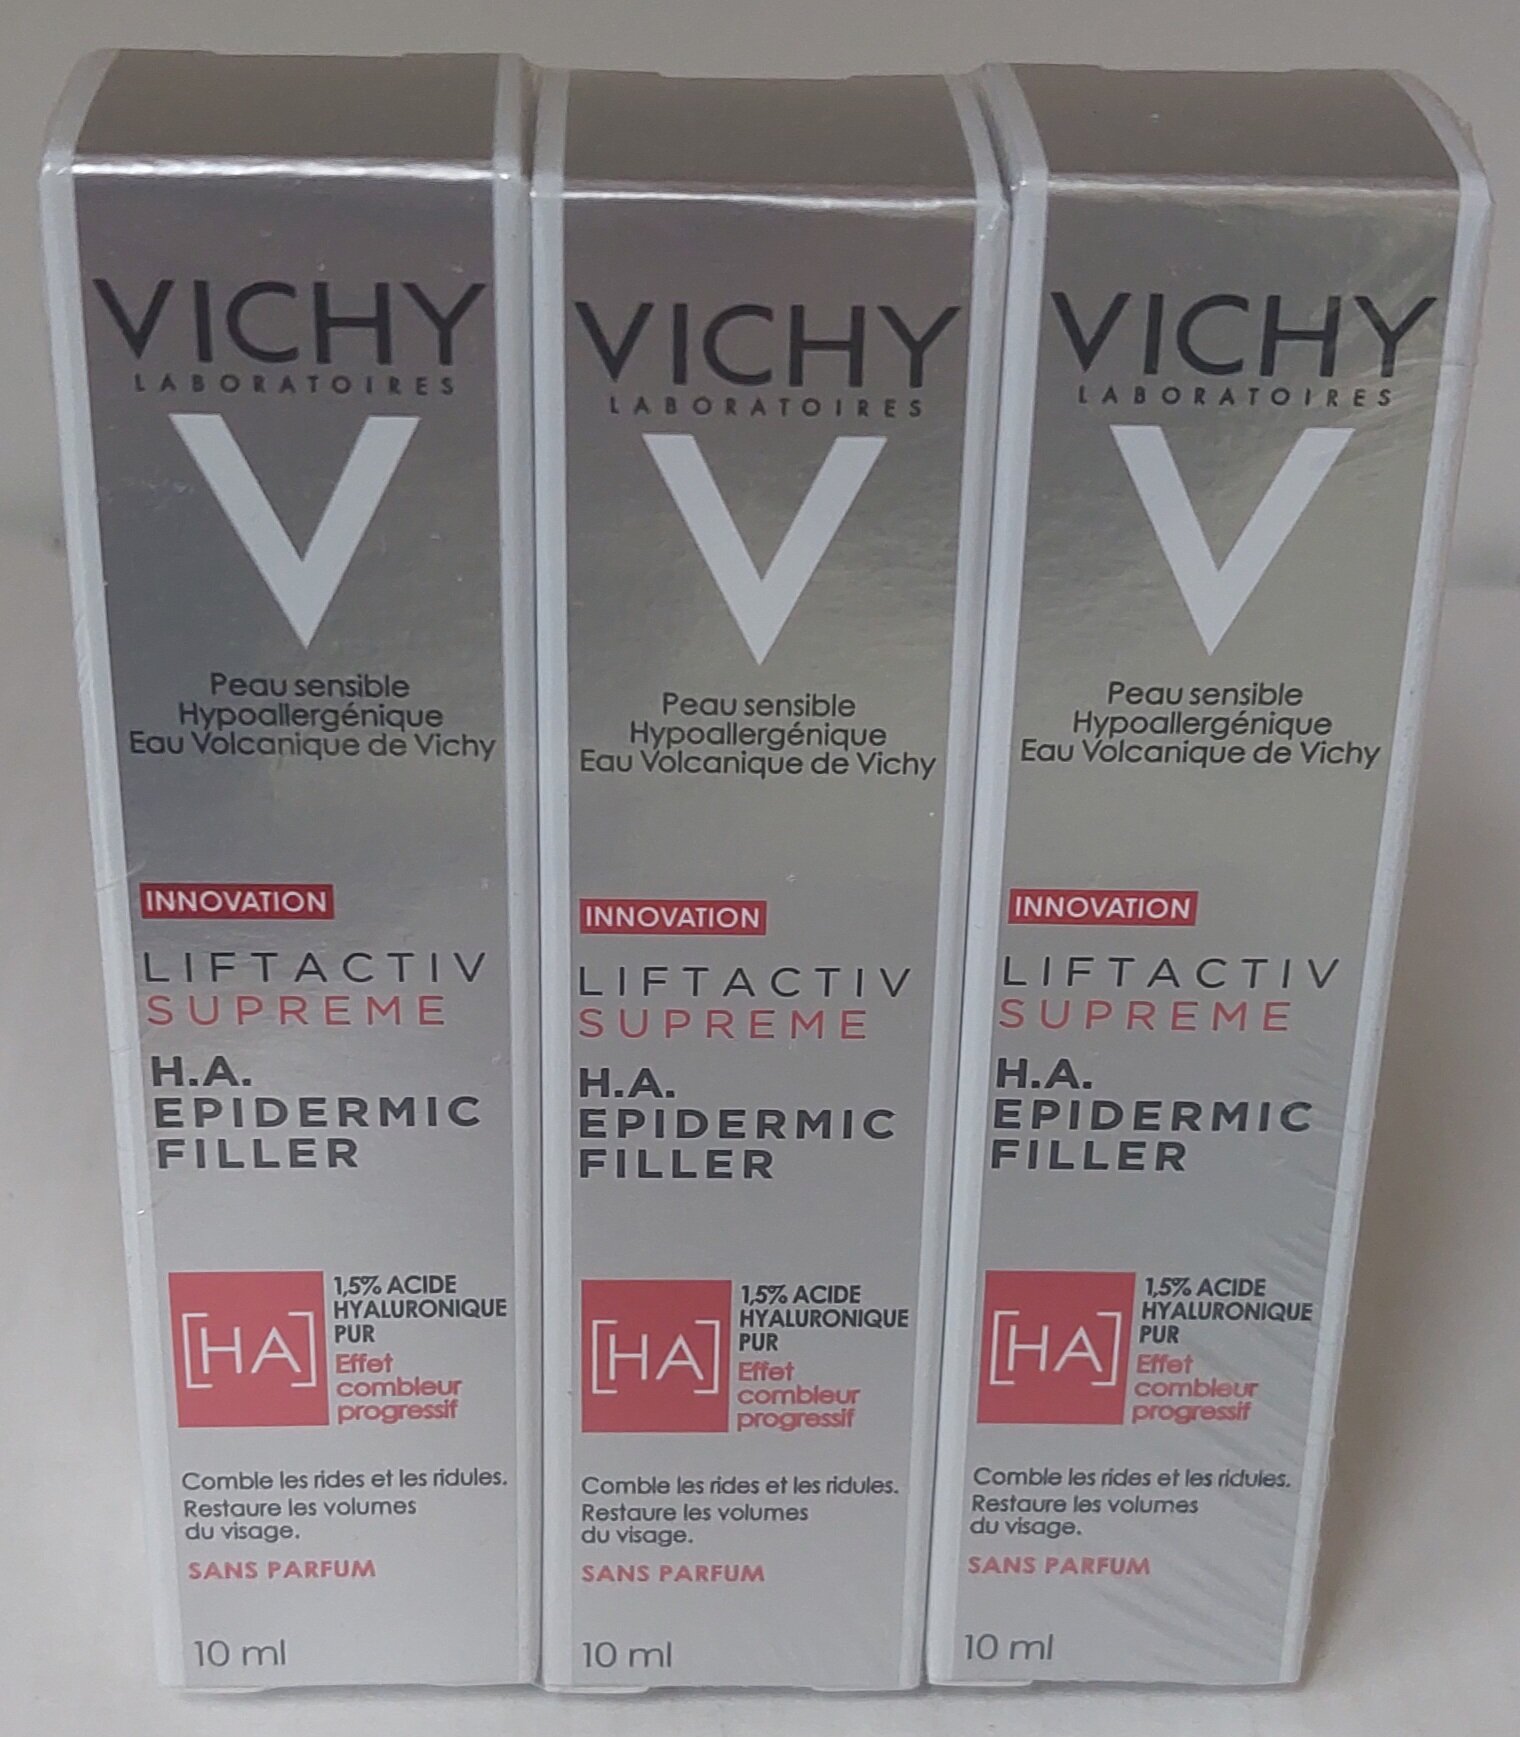 VICHY
LABORATOIRES
V
Peau sensible
Hypoallergénique
Eau Volcanique de Vichy
INNOVATION
LIFTACTIV
SUPREME
H.A.
EPIDERMIC
FILLER
[HA]
1,5% ACIDE
HYALURONIQUE
PUR
Effet
combleur
progressif
Comble les rides et les ridules.
Restaure les volumes
du visage.
SANS PARFUM
10 ml
VICHY
LABORATOIRES
V
Peau sensible
Hypoallergénique
Eau Volcanique de Vichy
INNOVATION
LIFTACTIV
SUPREME
H.A.
EPIDERMIC
FILLER
[HA]
1,5% ACIDE
HYALURONIQUE
PUR
Effet
combleur
progressif
Comble les rides et les ridules.
Restaure les volumes
du visage.
SANS PARFUM
10 ml
VICHY
LABORATOIRES
V
Peau sensible
Hypoallergénique
Eau Volcanique de Vichy
INNOVATION
LIFTACTIV
SUPREME
H.A.
EPIDERMIC
FILLER
[HA]
1,5% ACIDE
HYALURONIQUE
PUR
Effet
combleur
progressif
Comble les rides et les ridules.
Restaure les volumes
du visage.
SANS PARFUM
10 ml